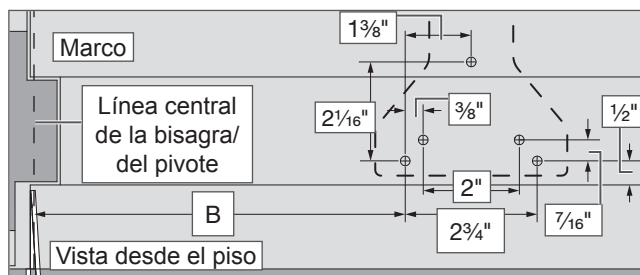 1⅜"
Marco
Línea central
de la bisagra/
del pivote
2¹⁄₁₆"
⅜"
½"
2"
B
2¾"
⁷⁄₁₆"
Vista desde el piso